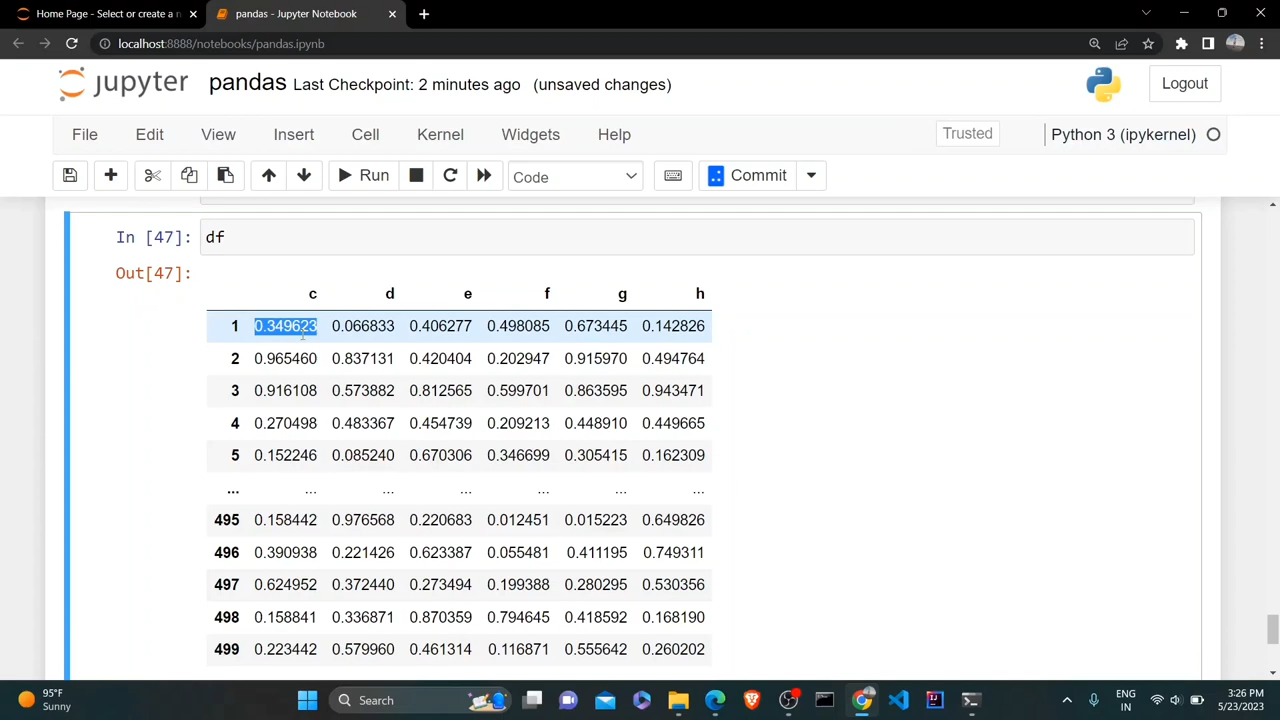 Home Page - Select or create a n
pandas - Jupyter Notebook
localhost:8888/notebooks/pandas.ipynb
jupyter pandas Last Checkpoint: 2 minutes ago (unsaved changes) Logout
File Edit View Insert Cell Kernel Widgets Help Trusted Python 3 (ipykernel)
Run Code Commit
In [47]: df
Out[47]:
c d e f g h
1 0.349623 0.066833 0.406277 0.498085 0.673445 0.142826
2 0.965460 0.837131 0.420404 0.202947 0.915970 0.494764
3 0.916108 0.573882 0.812565 0.599701 0.863595 0.943471
4 0.270498 0.483367 0.454739 0.209213 0.448910 0.449665
5 0.152246 0.085240 0.670306 0.346699 0.305415 0.162309
... ... ... ... ... ... ...
495 0.158442 0.976568 0.220683 0.012451 0.015223 0.649826
496 0.390938 0.221426 0.623387 0.055481 0.411195 0.749311
497 0.624952 0.372440 0.273494 0.199388 0.280295 0.530356
498 0.158841 0.336871 0.870359 0.794645 0.418592 0.168190
499 0.223442 0.579960 0.461314 0.116871 0.555642 0.260202
95°F
Sunny
Search
ENG
IN
3:26 PM
5/23/2023